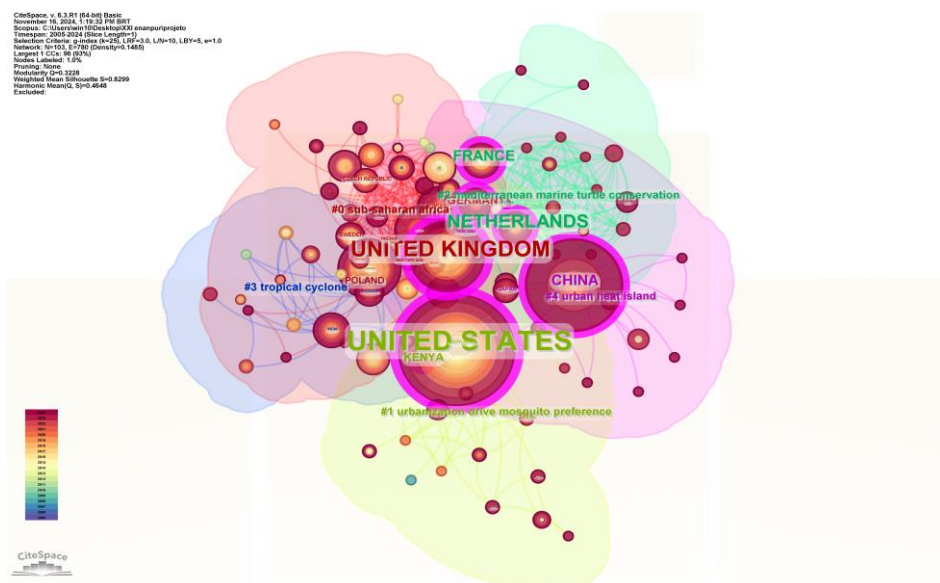 CiteSpace, v. 6.3.R1 (64-bit) Basic
November 16, 2024, 1:19:32 PM BRT
Scopus: C:\Users\win10\Desktop\XXI enanpur\projeto
Timespan: 2005-2024 (Slice Length=1)
Selection Criteria: g-index (k=25), LRF=3.0, L/N=10, LBY=5, e=1.0
Network: N=103, E=780 (Density=0.1485)
Largest 1 CCs: 96 (93%)
Nodes Labeled: 1.0%
Pruning: None
Modularity Q=0.3228
Weighted Mean Silhouette S=0.8299
Harmonic Mean(Q, S)=0.4648
Excluded:
FRANCE
CZECH REPUBLIC
#2 mediterranean marine turtle conservation
GERMANY
#0 sub-saharan africa
NETHERLANDS
SWEDEN
UNITED KINGDOM
POLAND
CHINA
#3 tropical cyclone
#4 urban heat island
UNITED STATES
KENYA
#1 urbanization drive mosquito preference
CiteSpace